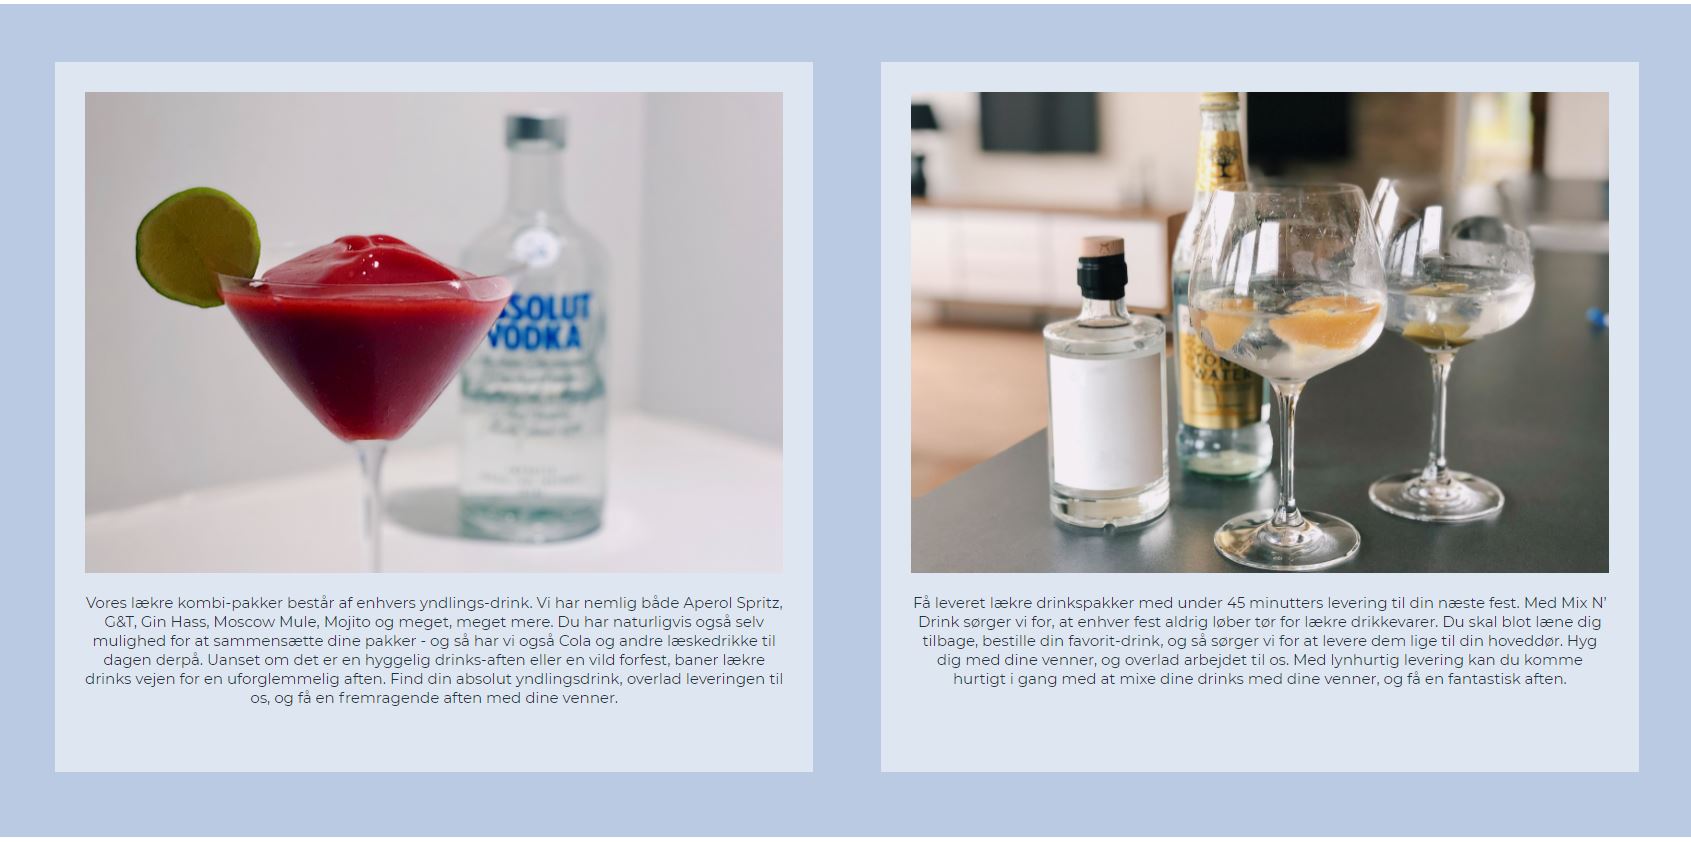 ABSOLUT
VODKA
Vores lækre kombi-pakker består af enhvers yndlings-drink. Vi har nemlig både Aperol Spritz,
G&T, Gin Hass, Moscow Mule, Mojito og meget, meget mere. Du har naturligvis også selv
mulighed for at sammensætte dine pakker - og så har vi også Cola og andre læskedrikke til
dagen derpå. Uanset om det er en hyggelig drinks-aften eller en vild forfest, baner lækre
drinks vejen for en uforglemmelig aften. Find din absolut yndlingsdrink, overlad leveringen til
os, og få en fremragende aften med dine venner.
WATER
Få leveret lækre drinkspakker med under 45 minutters levering til din næste fest. Med Mix N’
Drink sørger vi for, at enhver fest aldrig løber tør for lækre drikkevarer. Du skal blot læne dig
tilbage, bestille din favorit-drink, og så sørger vi for at levere dem lige til din hoveddør. Hyg
dig med dine venner, og overlad arbejdet til os. Med lynhurtig levering kan du komme
hurtigt i gang med at mixe dine drinks med dine venner, og få en fantastisk aften.